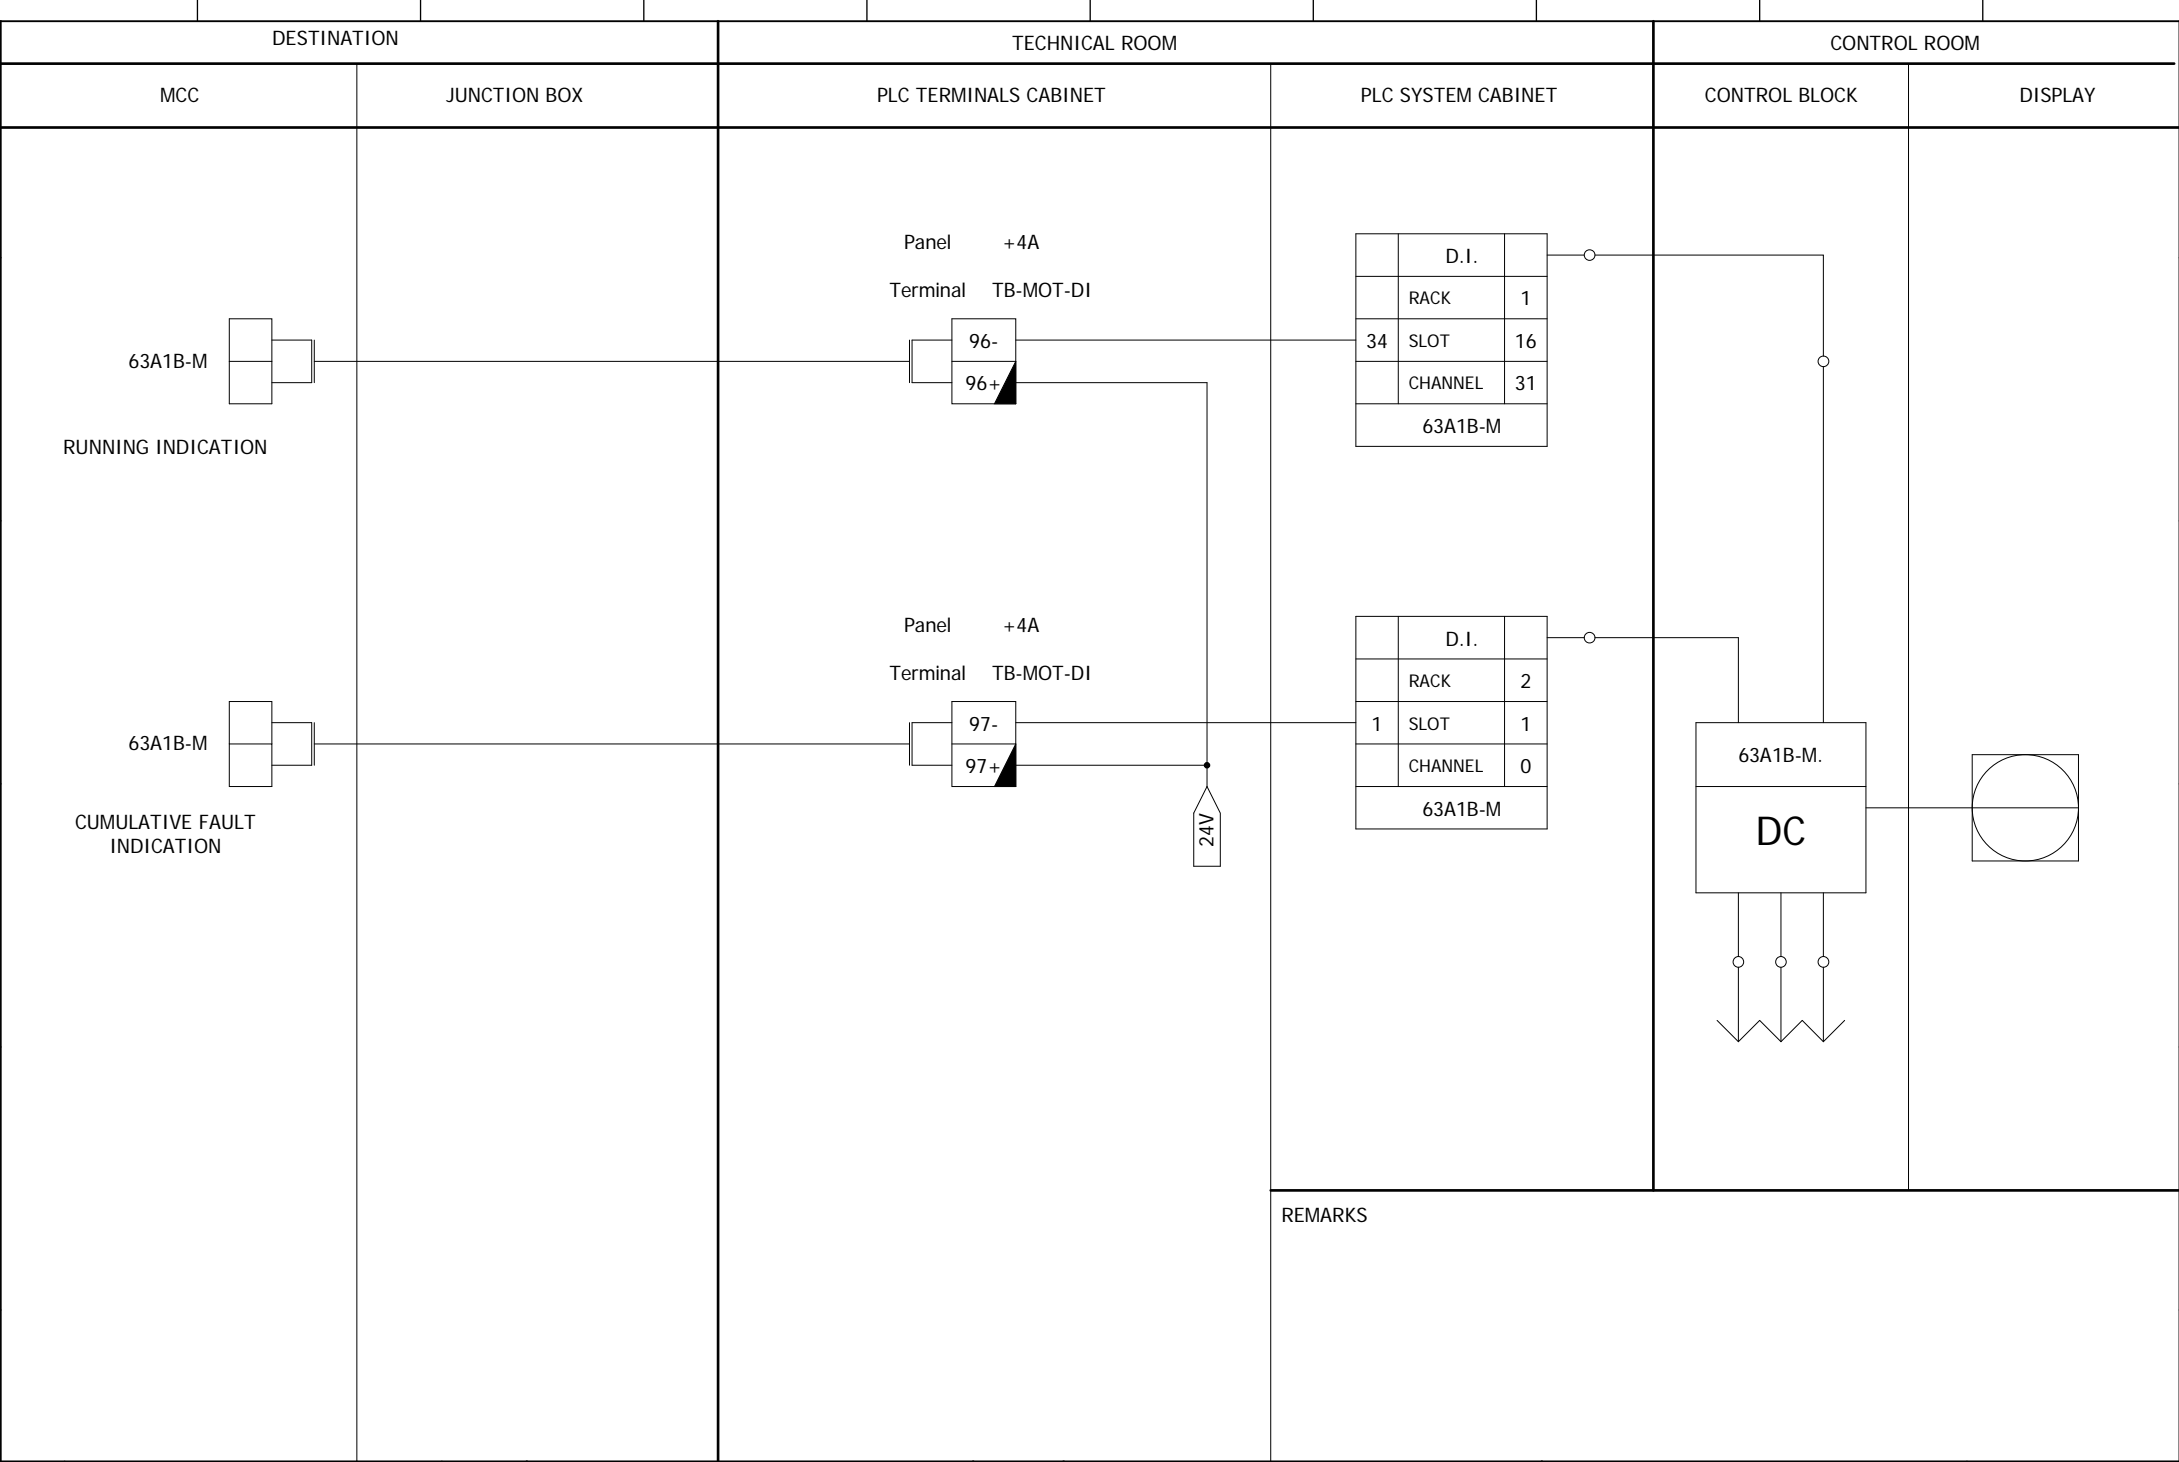 DESTINATION
TECHNICAL ROOM
CONTROL ROOM
MCC
JUNCTION BOX
PLC TERMINALS CABINET
PLC SYSTEM CABINET
CONTROL BLOCK
DISPLAY
63A1B-M
RUNNING INDICATION
Panel +4A
Terminal TB-MOT-DI
96-
96+
D.I.
RACK 1
34 SLOT 16
CHANNEL 31
63A1B-M
63A1B-M
CUMULATIVE FAULT
INDICATION
Panel +4A
Terminal TB-MOT-DI
97-
97+
24V
D.I.
RACK 2
1 SLOT 1
CHANNEL 0
63A1B-M
63A1B-M.
DC
REMARKS